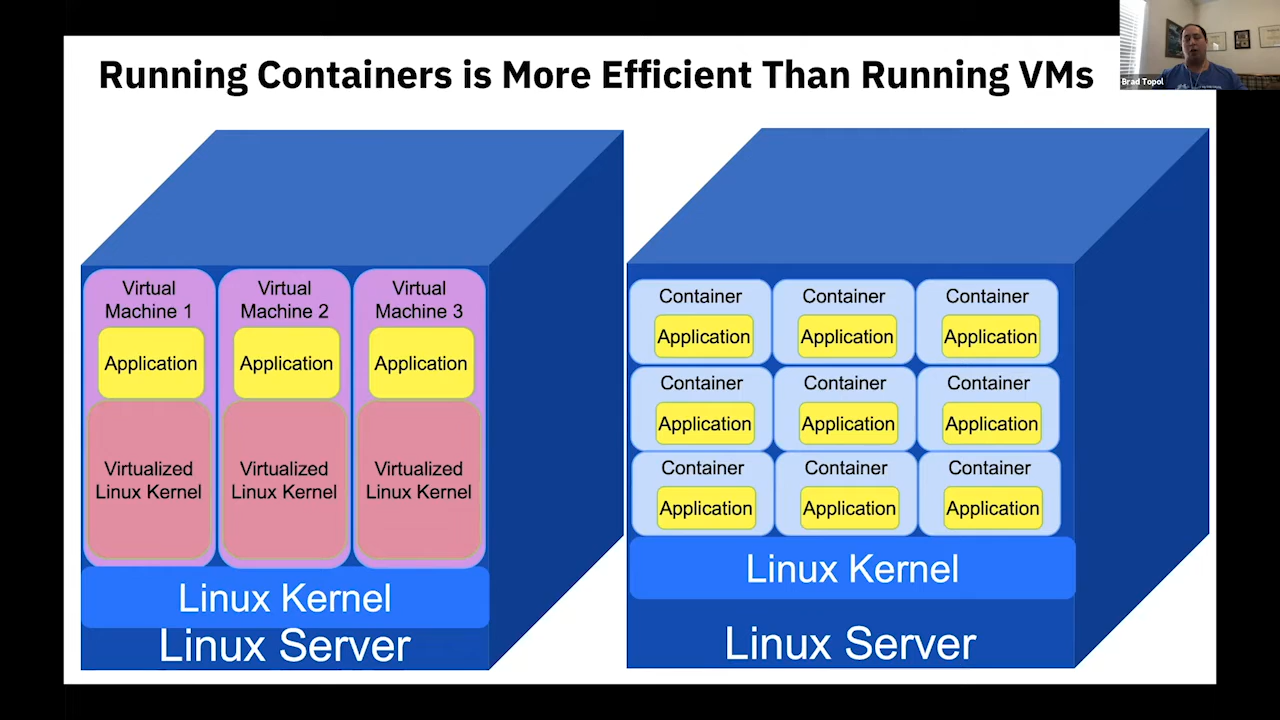 Running Containers is More Efficient Than Running VMs
Brad Topol
Virtual
Machine 1
Application
Virtualized
Linux Kernel
Virtual
Machine 2
Application
Virtualized
Linux Kernel
Virtual
Machine 3
Application
Virtualized
Linux Kernel
Linux Kernel
Linux Server
Container
Application
Container
Application
Container
Application
Container
Application
Container
Application
Container
Application
Container
Application
Container
Application
Container
Application
Linux Kernel
Linux Server